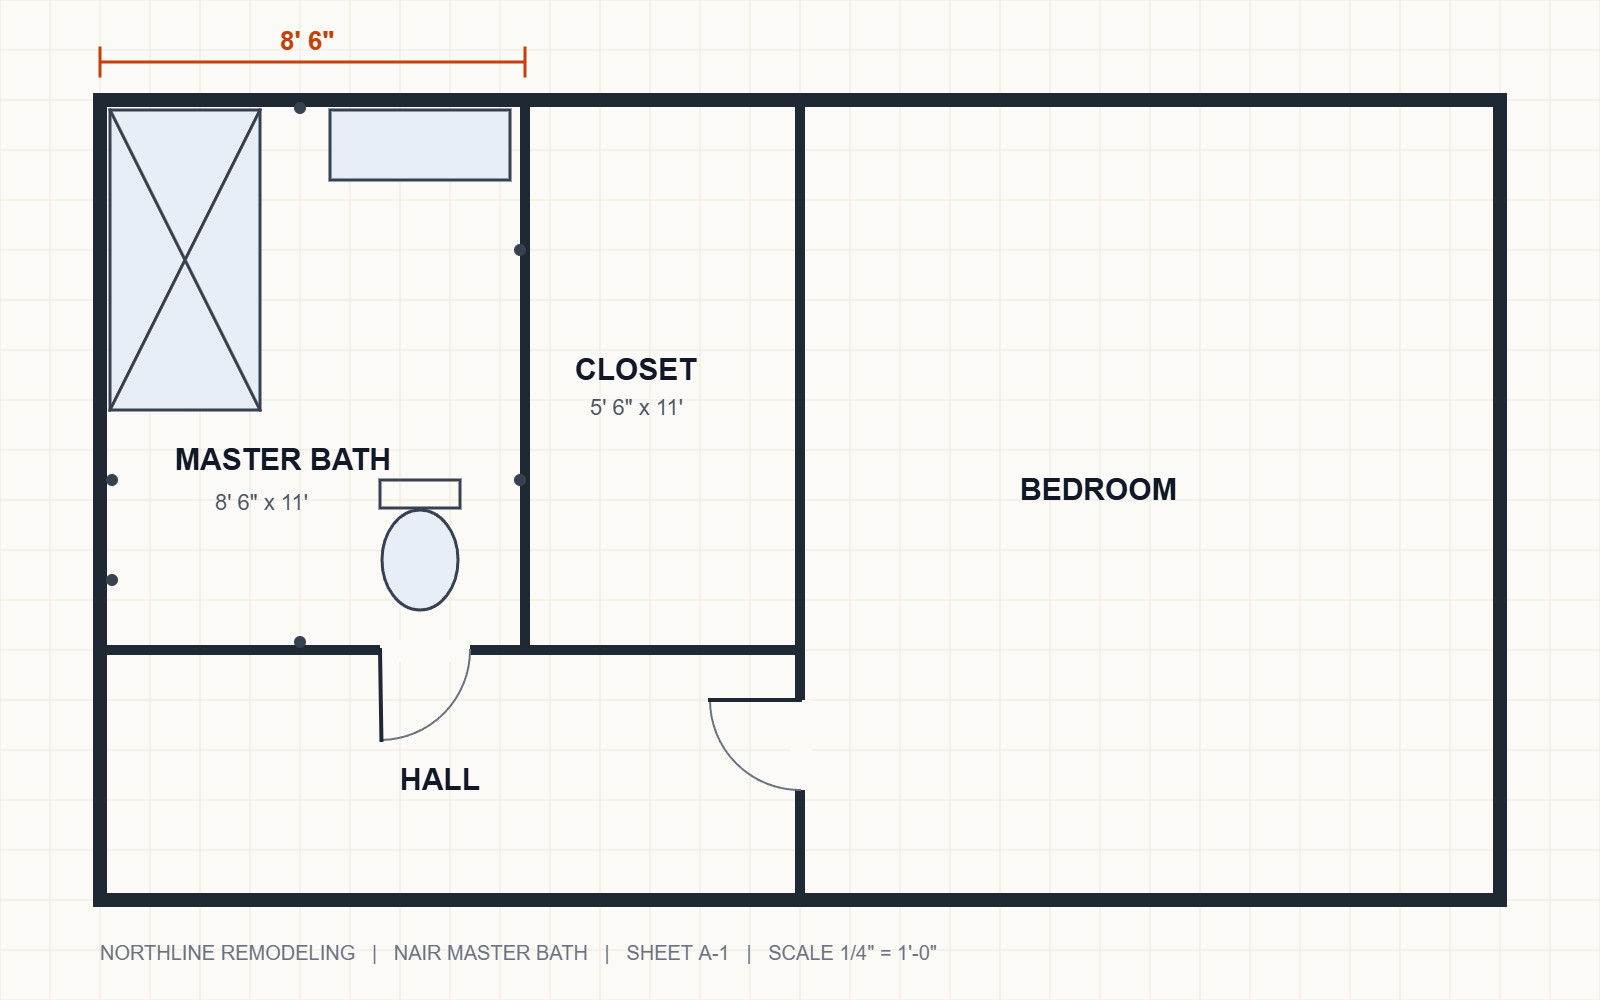 8' 6"
CLOSET
5' 6" x 11'
MASTER BATH
8' 6" x 11'
BEDROOM
HALL
NORTHLINE REMODELING | NAIR MASTER BATH | SHEET A-1 | SCALE 1/4" = 1'-0"